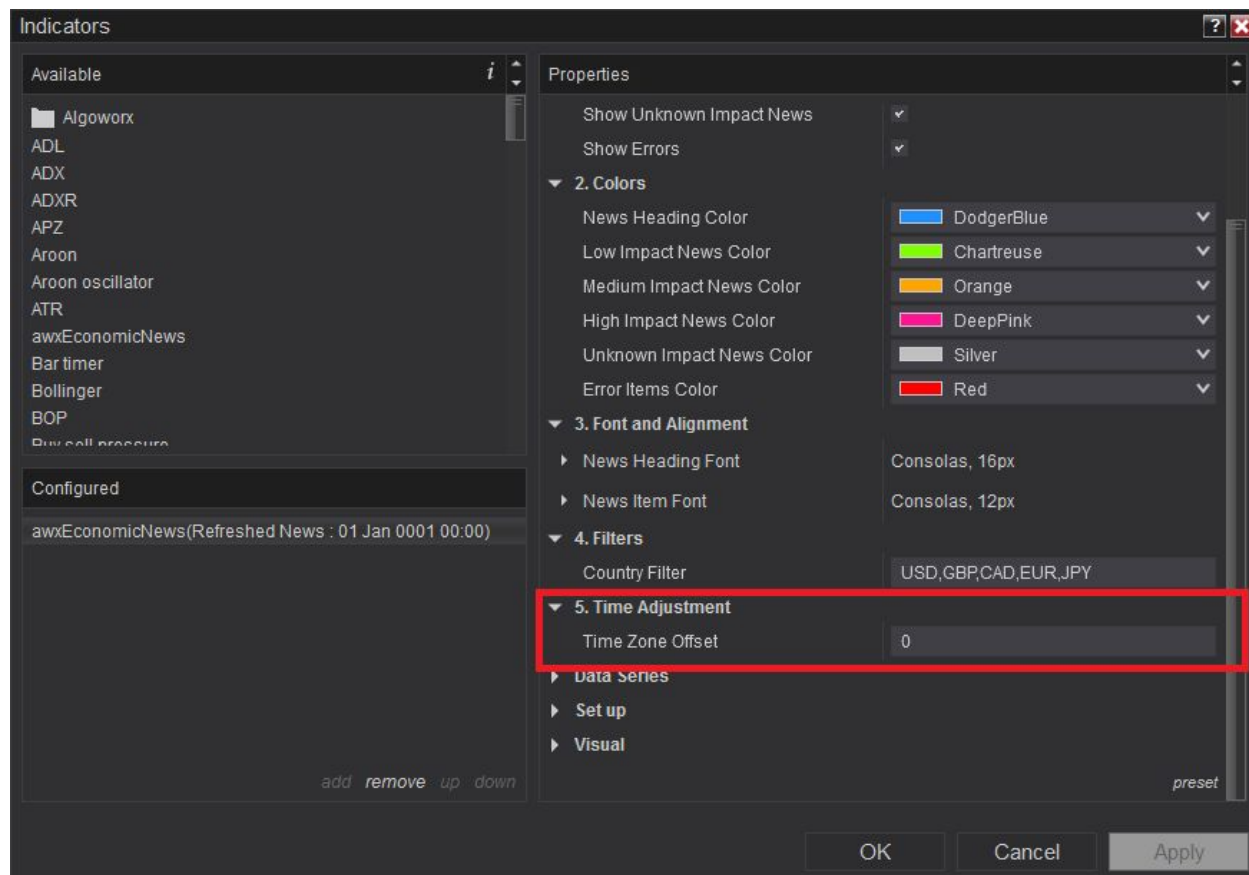 Indicators
?
Available
i
Algoworx
ADL
ADX
ADXR
APZ
Aroon
Aroon oscillator
ATR
awxEconomicNews
Bar timer
Bollinger
BOP
Buy sell pressure
Configured
awxEconomicNews(Refreshed News : 01 Jan 0001 00:00)
add remove up down
Properties
Show Unknown Impact News
Show Errors
2. Colors
News Heading Color DodgerBlue
Low Impact News Color Chartreuse
Medium Impact News Color Orange
High Impact News Color DeepPink
Unknown Impact News Color Silver
Error Items Color Red
3. Font and Alignment
News Heading Font Consolas, 16px
News Item Font Consolas, 12px
4. Filters
Country Filter USD,GBP,CAD,EUR,JPY
5. Time Adjustment
Time Zone Offset 0
Data Series
Set up
Visual
preset
OK Cancel Apply